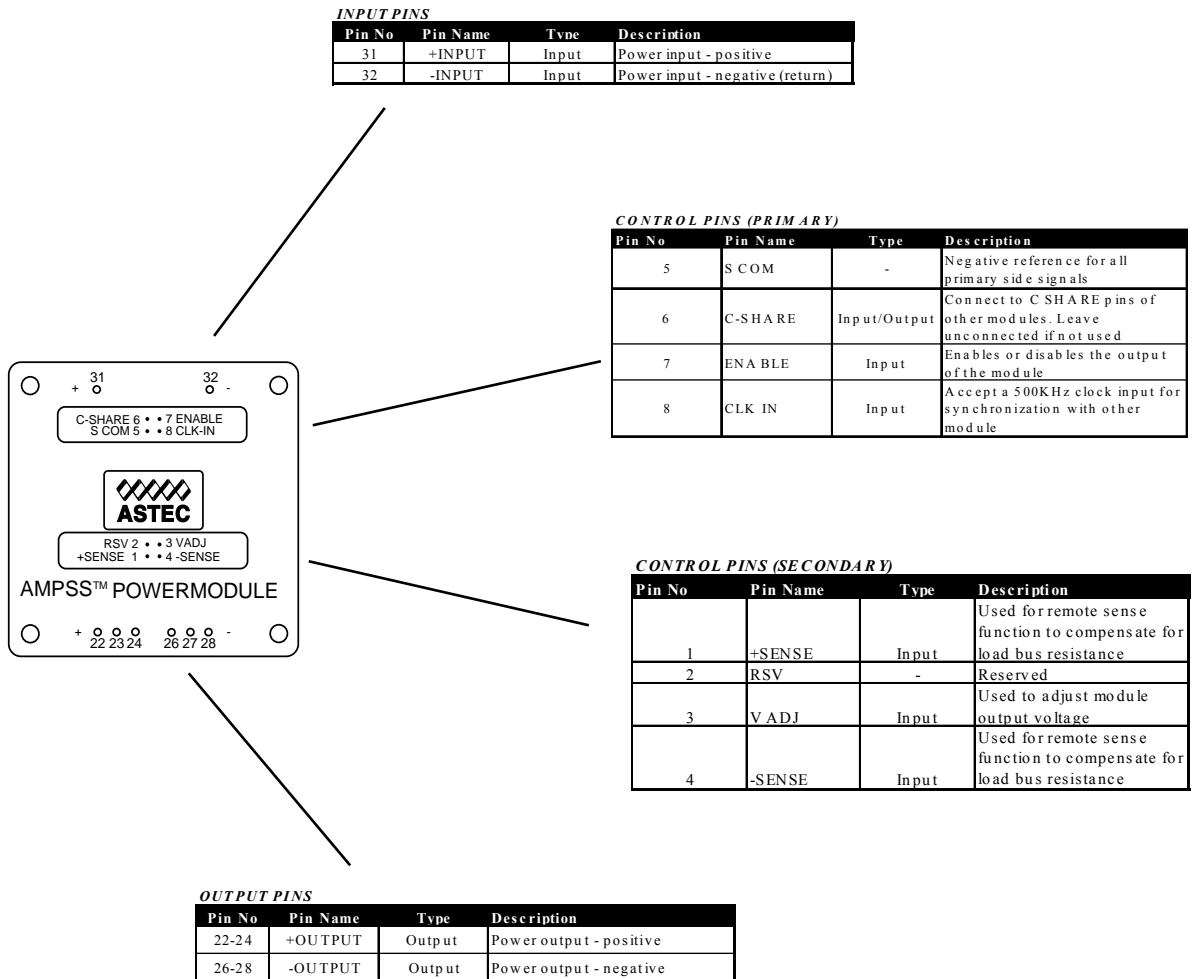 INPUT PINS
Pin No Pin Name Type Description
31 +INPUT Input Power input - positive
32 -INPUT Input Power input - negative (return)
CONTROL PINS (PRIMARY)
Pin No Pin Name Type Description
5 S COM - Negative reference for all
primary side signals
6 C-SHARE Input/Output Connect to C SHARE pins of
other modules. Leave
unconnected if not used
7 ENABLE Input Enables or disables the output
of the module
8 CLK IN Input Accept a 500KHz clock input for
synchronization with other
module
+ 31 32 -
C-SHARE 6 • • 7 ENABLE
S COM 5 • • 8 CLK-IN
ASTEC
RSV 2 • • 3 VADJ
+SENSE 1 • • 4 -SENSE
AMPSS™ POWERMODULE
+ 22 23 24 26 27 28 -
CONTROL PINS (SECONDARY)
Pin No Pin Name Type Description
1 +SENSE Input Used for remote sense
function to compensate for
load bus resistance
2 RSV - Reserved
3 V ADJ Input Used to adjust module
output voltage
4 -SENSE Input Used for remote sense
function to compensate for
load bus resistance
OUTPUT PINS
Pin No Pin Name Type Description
22-24 +OUTPUT Output Power output - positive
26-28 -OUTPUT Output Power output - negative